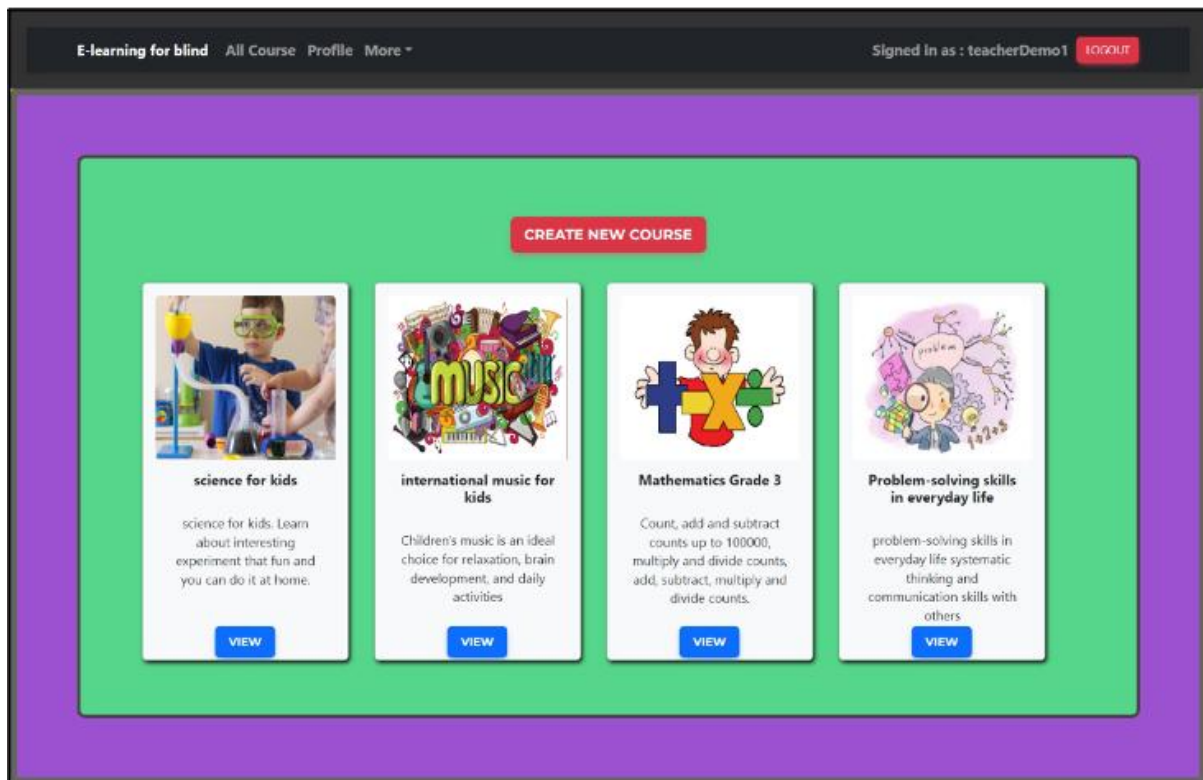 E-learning for blind All Course Profile More Signed in as : teacherDemo1 LOGOUT
CREATE NEW COURSE
MUSIC
problem
1+2=3
science for kids
science for kids. Learn
about interesting
experiment that fun and
you can do it at home.
VIEW
international music for
kids
Children's music is an ideal
choice for relaxation, brain
development, and daily
activities
VIEW
Mathematics Grade 3
Count, add and subtract
counts up to 100000,
multiply and divide counts,
add, subtract, multiply and
divide counts.
VIEW
Problem-solving skills
in everyday life
problem-solving skills in
everyday life systematic
thinking and
communication skills with
others
VIEW